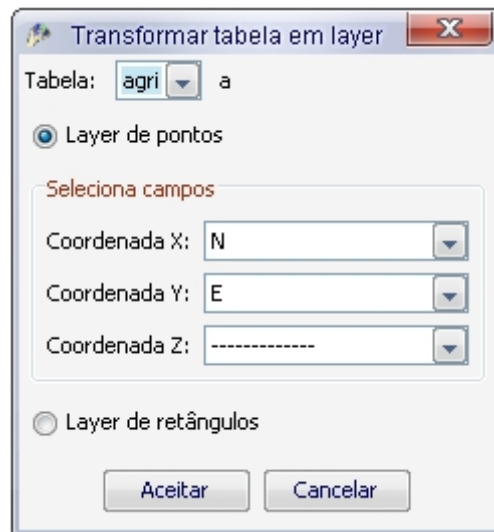 Transformar tabela em layer
Tabela: agri a
Layer de pontos
Seleciona campos
Coordenada X: N
Coordenada Y: E
Coordenada Z: -------------
Layer de retângulos
Aceitar Cancelar